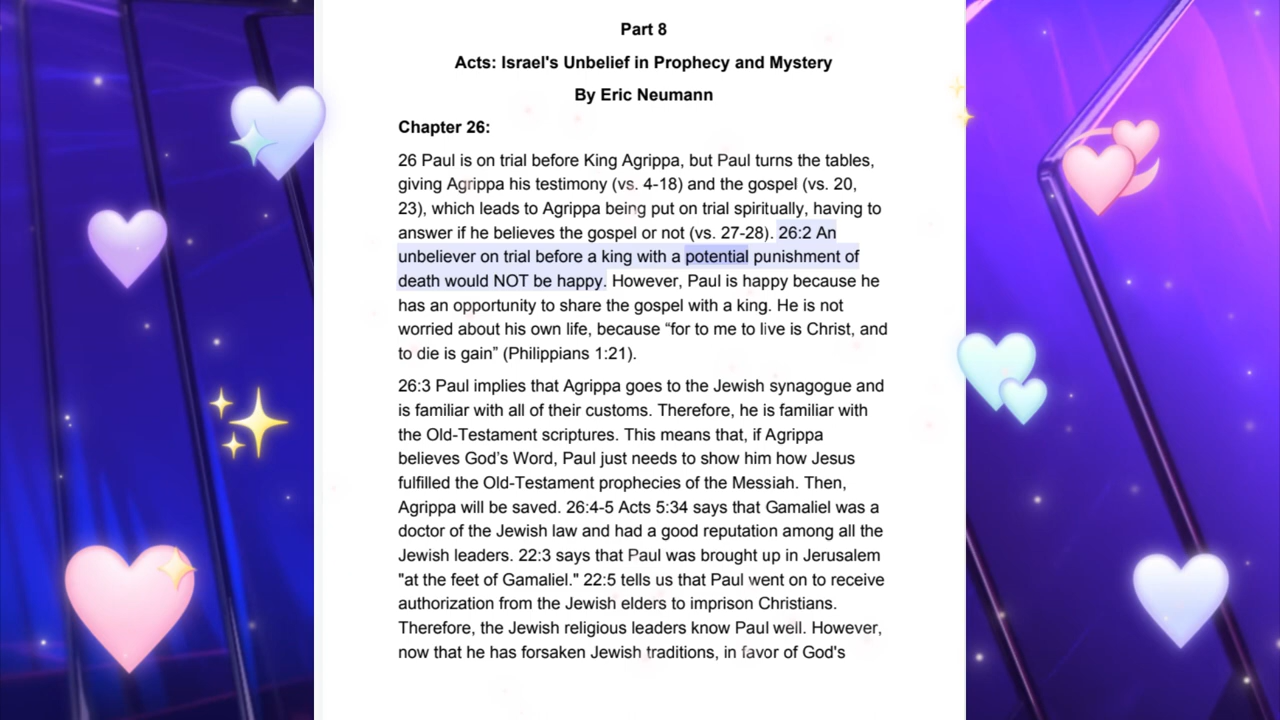 Part 8
Acts: Israel's Unbelief in Prophecy and Mystery
By Eric Neumann
Chapter 26:
26 Paul is on trial before King Agrippa, but Paul turns the tables,
giving Agrippa his testimony (vs. 4-18) and the gospel (vs. 20,
23), which leads to Agrippa being put on trial spiritually, having to
answer if he believes the gospel or not (vs. 27-28). 26:2 An
unbeliever on trial before a king with a potential punishment of
death would NOT be happy. However, Paul is happy because he
has an opportunity to share the gospel with a king. He is not
worried about his own life, because “for to me to live is Christ, and
to die is gain” (Philippians 1:21).
26:3 Paul implies that Agrippa goes to the Jewish synagogue and
is familiar with all of their customs. Therefore, he is familiar with
the Old-Testament scriptures. This means that, if Agrippa
believes God’s Word, Paul just needs to show him how Jesus
fulfilled the Old-Testament prophecies of the Messiah. Then,
Agrippa will be saved. 26:4-5 Acts 5:34 says that Gamaliel was a
doctor of the Jewish law and had a good reputation among all the
Jewish leaders. 22:3 says that Paul was brought up in Jerusalem
"at the feet of Gamaliel." 22:5 tells us that Paul went on to receive
authorization from the Jewish elders to imprison Christians.
Therefore, the Jewish religious leaders know Paul well. However,
now that he has forsaken Jewish traditions, in favor of God's